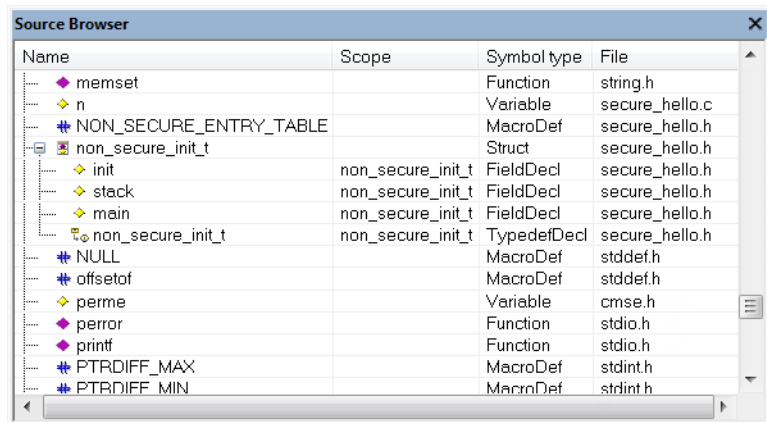 Source Browser
Name Scope Symbol type File
memset Function string.h
n Variable secure_hello.c
NON_SECURE_ENTRY_TABLE MacroDef secure_hello.h
non_secure_init_t Struct secure_hello.h
init non_secure_init_t FieldDecl secure_hello.h
stack non_secure_init_t FieldDecl secure_hello.h
main non_secure_init_t FieldDecl secure_hello.h
non_secure_init_t non_secure_init_t TypedefDecl secure_hello.h
NULL MacroDef stddef.h
offsetof MacroDef stddef.h
perme Variable cmse.h
perror Function stdio.h
printf Function stdio.h
PTRDIFF_MAX MacroDef stdint.h
PTRDIFF_MIN MacroDef stdint.h